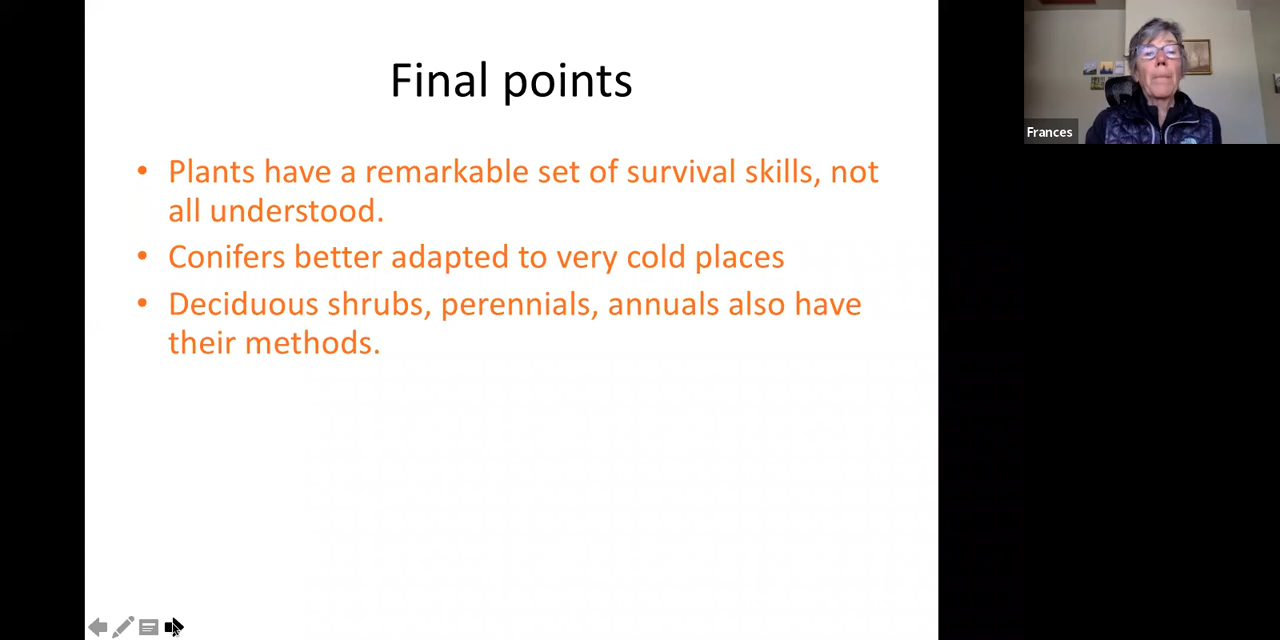 Final points
• Plants have a remarkable set of survival skills, not
all understood.
• Conifers better adapted to very cold places
• Deciduous shrubs, perennials, annuals also have
their methods.
Frances